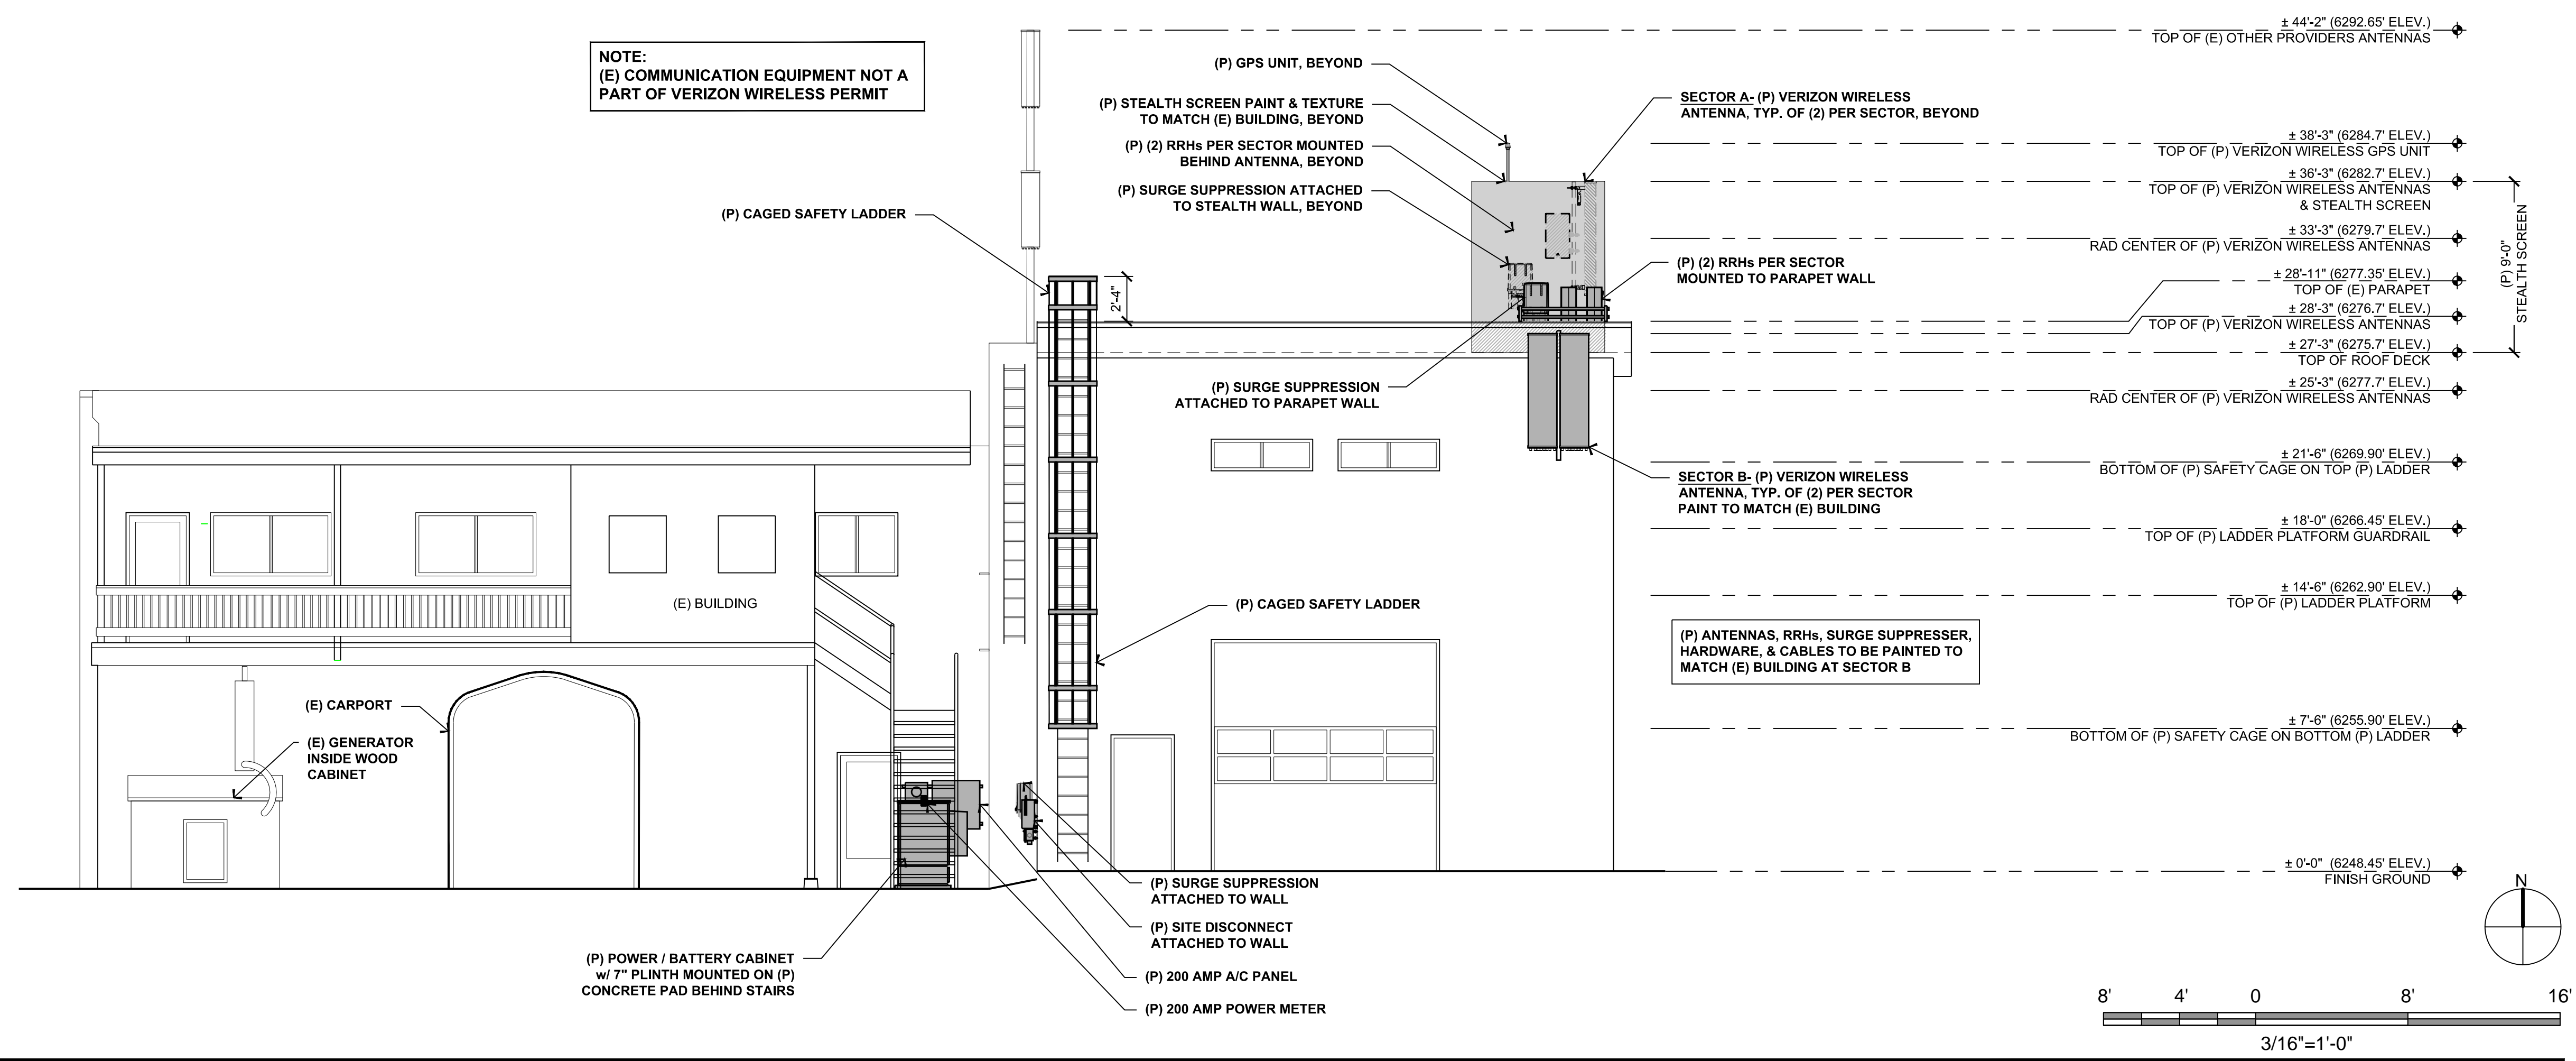 NOTE:
(E) COMMUNICATION EQUIPMENT NOT A
PART OF VERIZON WIRELESS PERMIT
(P) GPS UNIT, BEYOND
(P) STEALTH SCREEN PAINT & TEXTURE
TO MATCH (E) BUILDING, BEYOND
(P) (2) RRHs PER SECTOR MOUNTED
BEHIND ANTENNA, BEYOND
(P) SURGE SUPPRESSION ATTACHED
TO STEALTH WALL, BEYOND
(P) CAGED SAFETY LADDER
2'-4"
SECTOR A- (P) VERIZON WIRELESS
ANTENNA, TYP. OF (2) PER SECTOR, BEYOND
(P) (2) RRHs PER SECTOR
MOUNTED TO PARAPET WALL
(P) SURGE SUPPRESSION
ATTACHED TO PARAPET WALL
SECTOR B- (P) VERIZON WIRELESS
ANTENNA, TYP. OF (2) PER SECTOR
PAINT TO MATCH (E) BUILDING
(E) BUILDING
(P) CAGED SAFETY LADDER
(P) ANTENNAS, RRHs, SURGE SUPPRESSER,
HARDWARE, & CABLES TO BE PAINTED TO
MATCH (E) BUILDING AT SECTOR B
(E) CARPORT
(E) GENERATOR
INSIDE WOOD
CABINET
(P) SURGE SUPPRESSION
ATTACHED TO WALL
(P) SITE DISCONNECT
ATTACHED TO WALL
(P) POWER / BATTERY CABINET
w/ 7" PLINTH MOUNTED ON (P)
CONCRETE PAD BEHIND STAIRS
(P) 200 AMP A/C PANEL
(P) 200 AMP POWER METER
± 44'-2" (6292.65' ELEV.)
TOP OF (E) OTHER PROVIDERS ANTENNAS
± 38'-3" (6284.7' ELEV.)
TOP OF (P) VERIZON WIRELESS GPS UNIT
± 36'-3" (6282.7' ELEV.)
TOP OF (P) VERIZON WIRELESS ANTENNAS
& STEALTH SCREEN
± 33'-3" (6279.7' ELEV.)
RAD CENTER OF (P) VERIZON WIRELESS ANTENNAS
± 28'-11" (6277.35' ELEV.)
TOP OF (E) PARAPET
± 28'-3" (6276.7' ELEV.)
TOP OF (P) VERIZON WIRELESS ANTENNAS
± 27'-3" (6275.7' ELEV.)
TOP OF ROOF DECK
± 25'-3" (6277.7' ELEV.)
RAD CENTER OF (P) VERIZON WIRELESS ANTENNAS
± 21'-6" (6269.90' ELEV.)
BOTTOM OF (P) SAFETY CAGE ON TOP (P) LADDER
± 18'-0" (6266.45' ELEV.)
TOP OF (P) LADDER PLATFORM GUARDRAIL
± 14'-6" (6262.90' ELEV.)
TOP OF (P) LADDER PLATFORM
± 7'-6" (6255.90' ELEV.)
BOTTOM OF (P) SAFETY CAGE ON BOTTOM (P) LADDER
± 0'-0" (6248.45' ELEV.)
FINISH GROUND
(P) 9'-0"
STEALTH SCREEN
N
8' 4' 0 8' 16'
3/16"=1'-0"